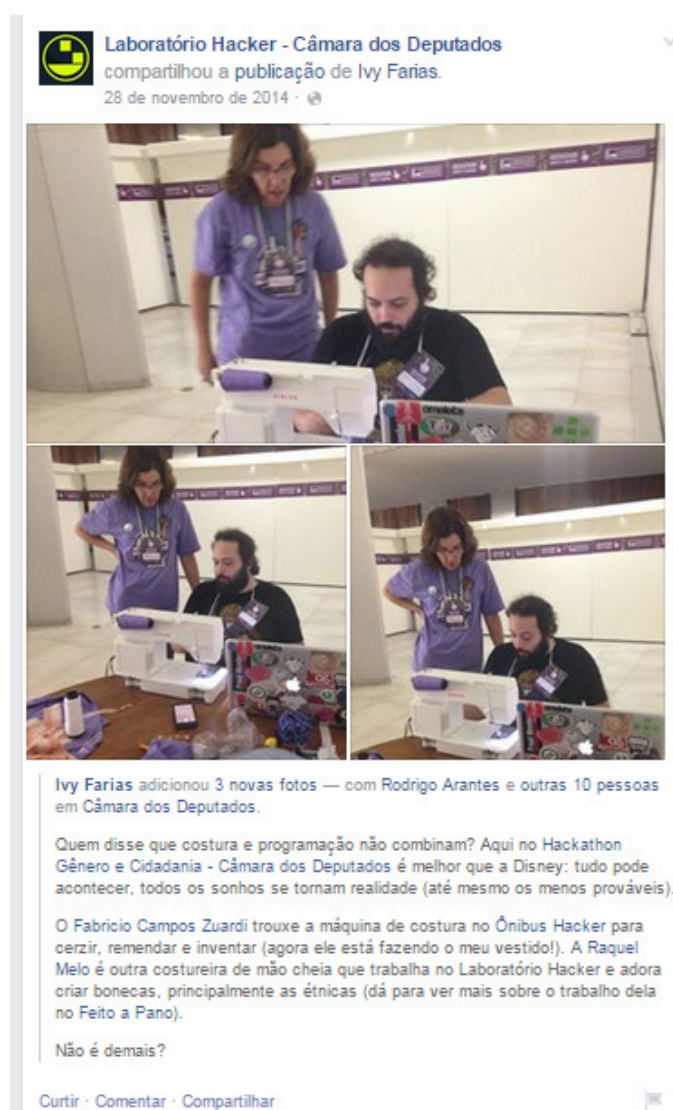 Laboratório Hacker - Câmara dos Deputados
compartilhou a publicação de Ivy Farias.
28 de novembro de 2014 ·
SINGER
omelete
Ivy Farias adicionou 3 novas fotos — com Rodrigo Arantes e outras 10 pessoas
em Câmara dos Deputados.
Quem disse que costura e programação não combinam? Aqui no Hackathon
Gênero e Cidadania - Câmara dos Deputados é melhor que a Disney: tudo pode
acontecer, todos os sonhos se tornam realidade (até mesmo os menos prováveis).
O Fabricio Campos Zuardi trouxe a máquina de costura no Ônibus Hacker para
cerzir, remendar e inventar (agora ele está fazendo o meu vestido!). A Raquel
Melo é outra costureira de mão cheia que trabalha no Laboratório Hacker e adora
criar bonecas, principalmente as étnicas (dá para ver mais sobre o trabalho dela
no Feito a Pano).
Não é demais?
Curtir · Comentar · Compartilhar